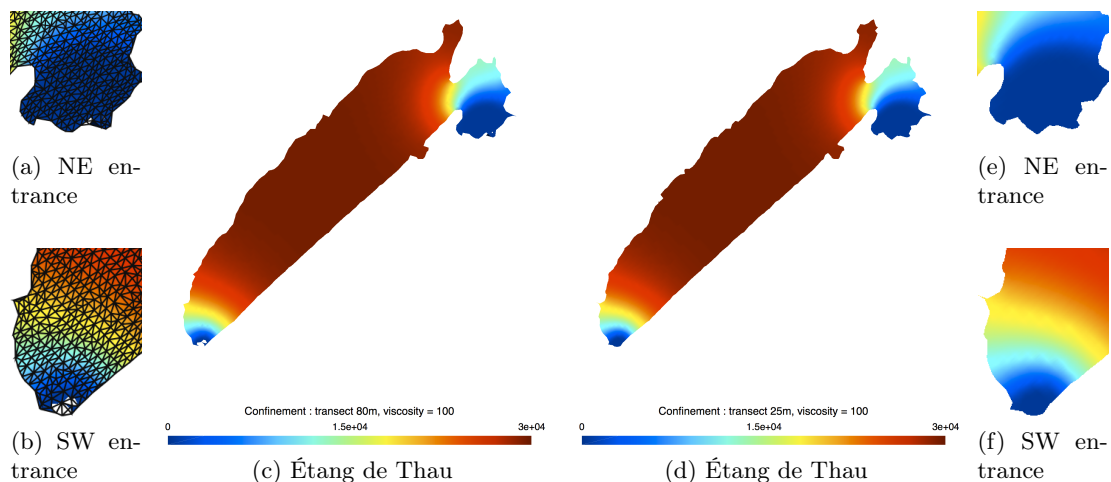 (a) NE en-
trance
(b) SW en-
trance
Confinement : transect 80m, viscosity = 100
0 1.5e+04 3e+04
(c) Étang de Thau
Confinement : transect 25m, viscosity = 100
0 1.5e+04 3e+04
(d) Étang de Thau
(e) NE en-
trance
(f) SW en-
trance